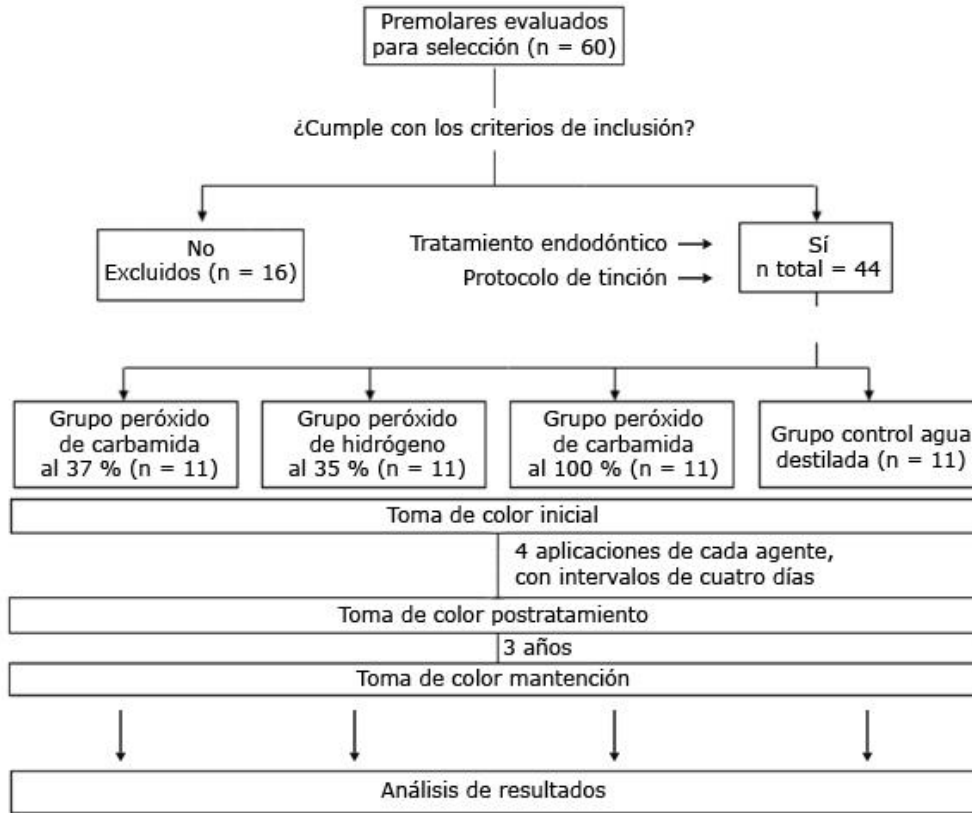 Premolares evaluados
para selección (n = 60)
¿Cumple con los criterios de inclusión?
No
Excluidos (n = 16)
Tratamiento endodóntico
Protocolo de tinción
Sí
n total = 44
Grupo peróxido
de carbamida
al 37 % (n = 11)
Grupo peróxido
de hidrógeno
al 35 % (n = 11)
Grupo peróxido
de carbamida
al 100 % (n = 11)
Grupo control agua
destilada (n = 11)
Toma de color inicial
4 aplicaciones de cada agente,
con intervalos de cuatro días
Toma de color postratamiento
3 años
Toma de color mantención
Análisis de resultados